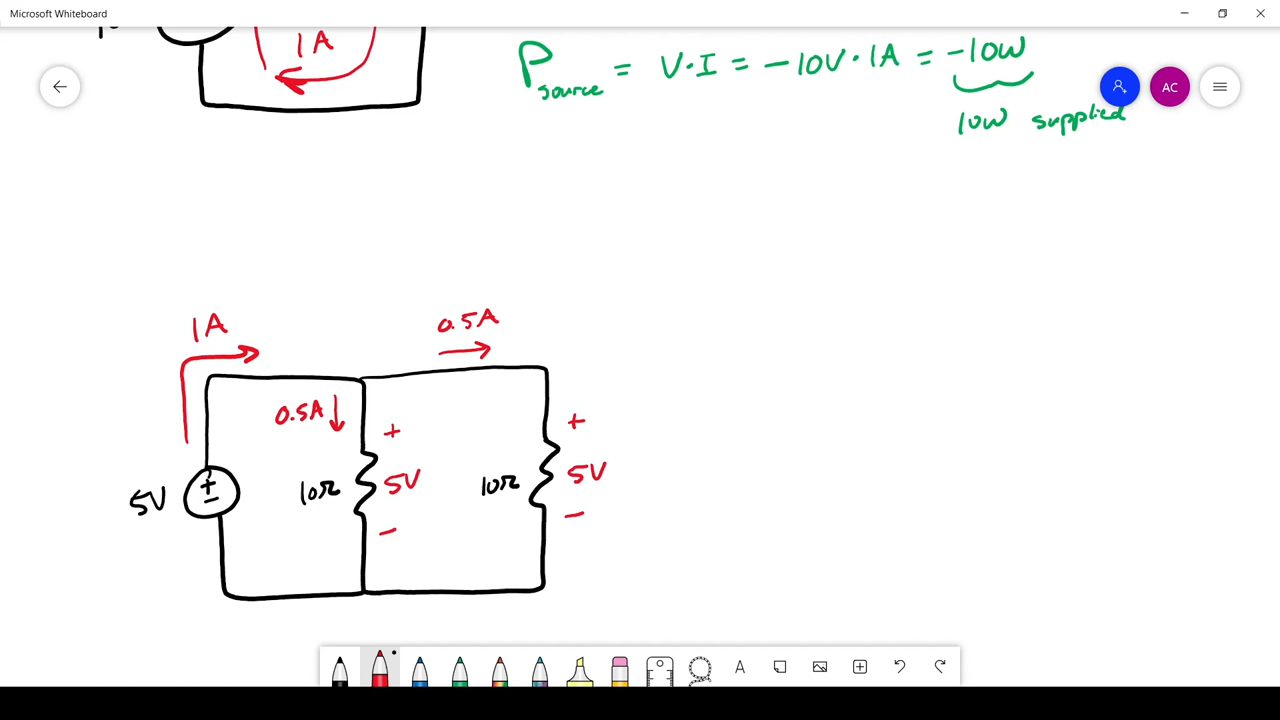 Microsoft Whiteboard
1A
P source = V·I = -10V·1A = -10W
10W supplied
AC
1A
0.5A
0.5A
+
+
5V
+
-
10Ω
5V
10Ω
5V
-
-
A